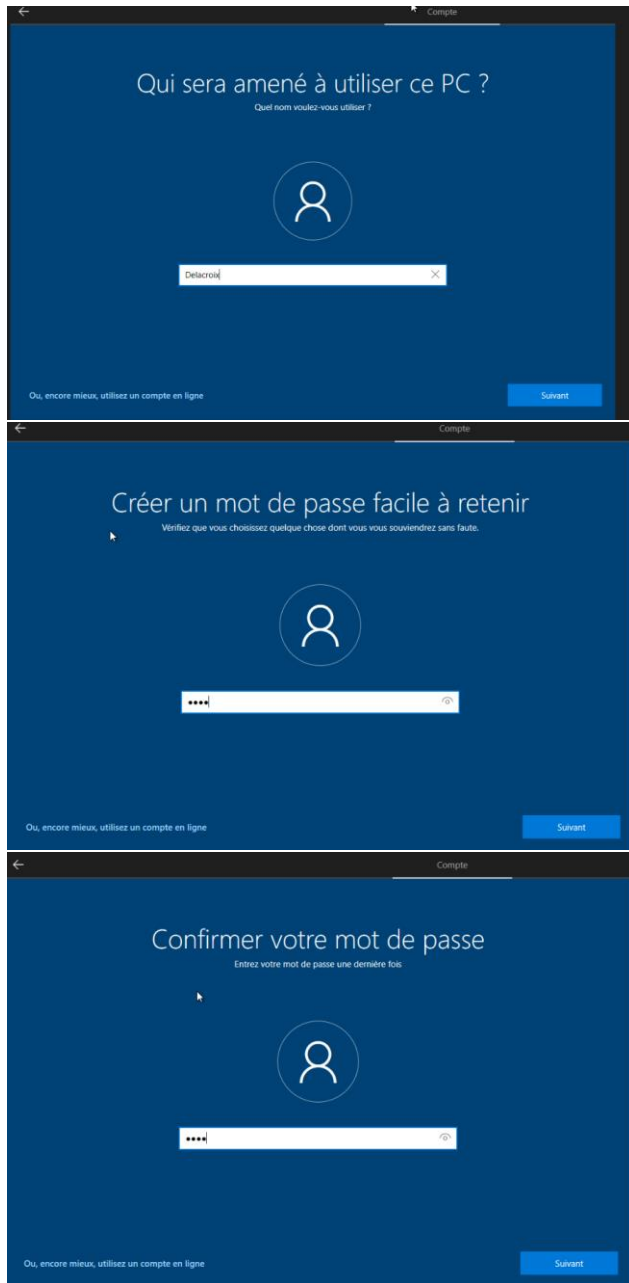 Compte
Qui sera amené à utiliser ce PC ?
Quel nom voulez-vous utiliser ?
Delacroix
Ou, encore mieux, utilisez un compte en ligne
Suivant
Compte
Créer un mot de passe facile à retenir
Vérifiez que vous choisissez quelque chose dont vous vous souviendrez sans faute.
••••
Ou, encore mieux, utilisez un compte en ligne
Suivant
Compte
Confirmer votre mot de passe
Entrez votre mot de passe une dernière fois
••••
Ou, encore mieux, utilisez un compte en ligne
Suivant